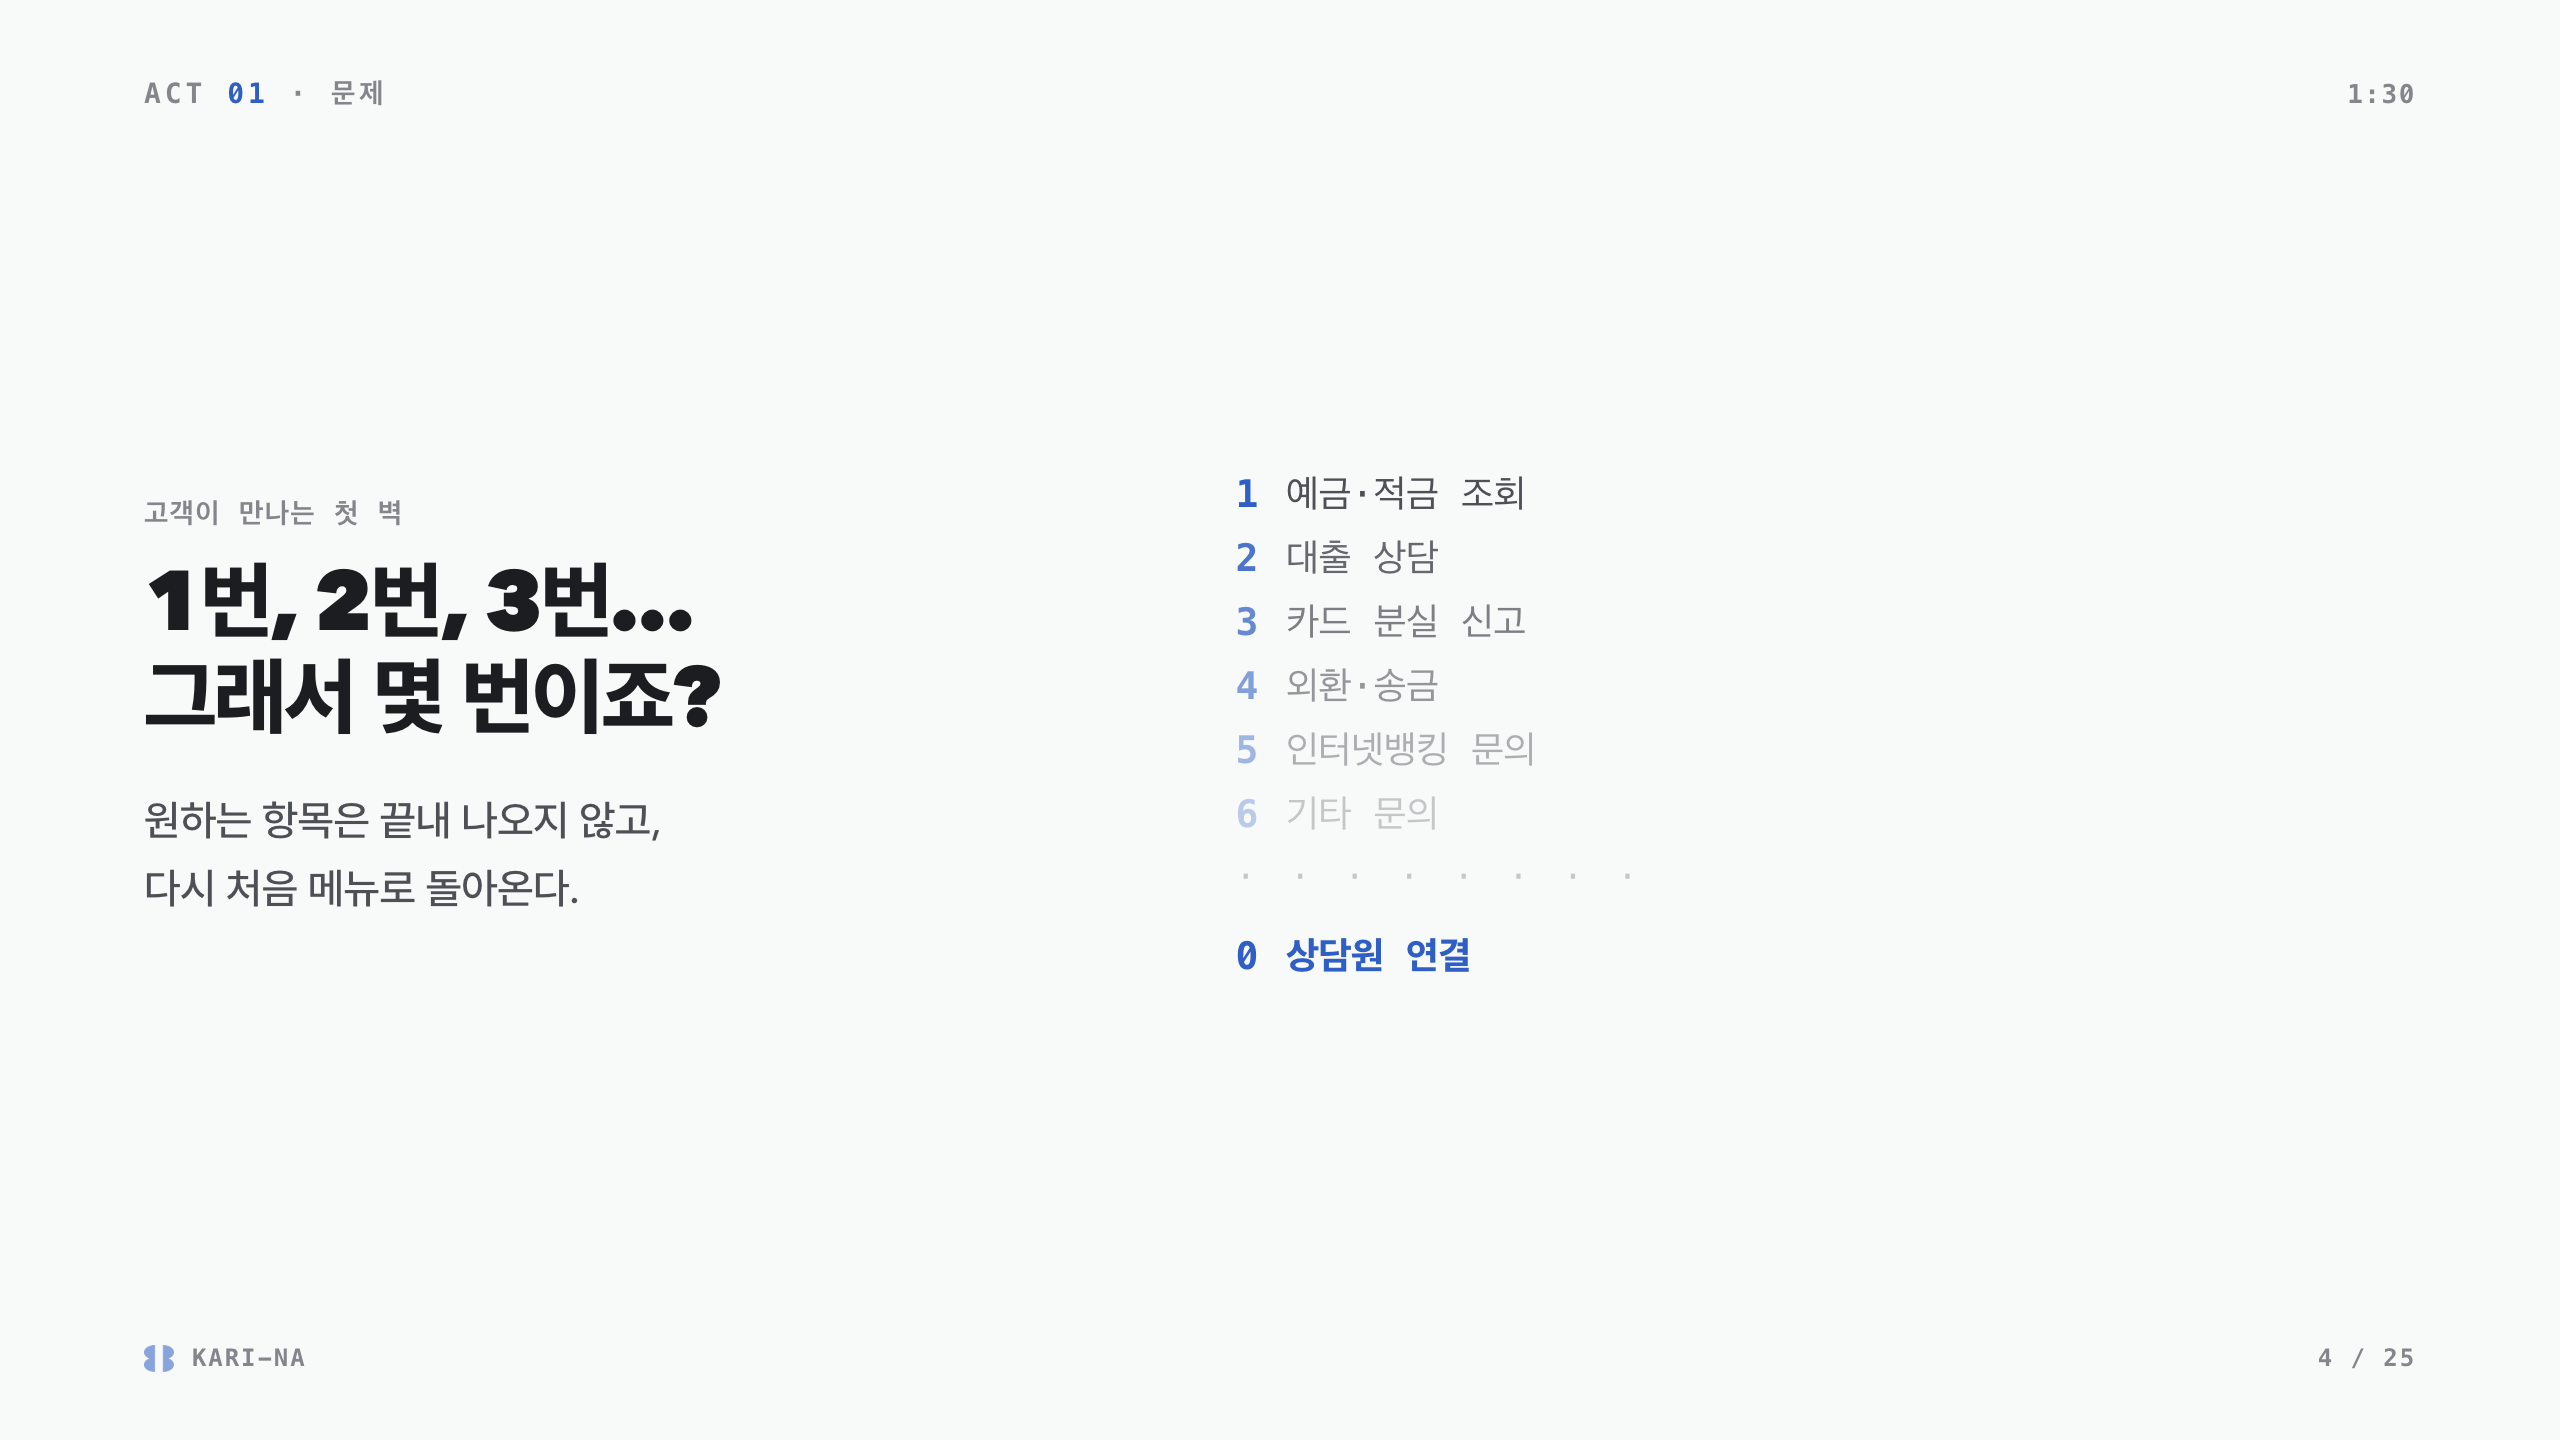 ACT 01 · 문제
1:30
고객이 만나는 첫 벽
1번, 2번, 3번...
그래서 몇 번이죠?
원하는 항목은 끝내 나오지 않고,
다시 처음 메뉴로 돌아온다.
1 예금·적금 조회
2 대출 상담
3 카드 분실 신고
4 외환·송금
5 인터넷뱅킹 문의
6 기타 문의
· · · · · · · ·
0 상담원 연결
KARI–NA
4 / 25